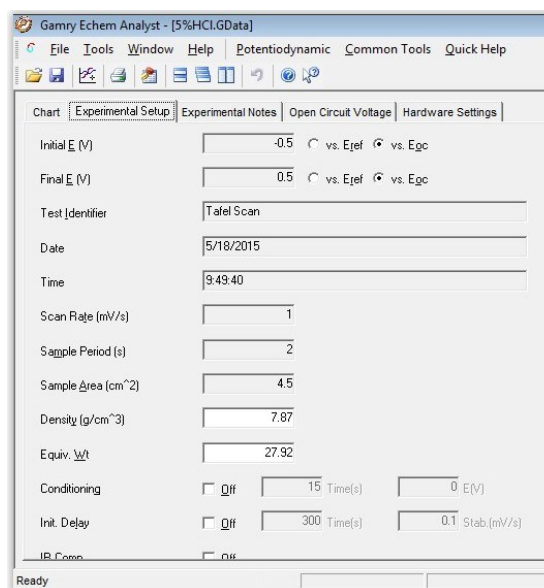 Gamry Echem Analyst - [5%HCl.GData]
File Tools Window Help Potentiodynamic Common Tools Quick Help
Chart Experimental Setup Experimental Notes Open Circuit Voltage Hardware Settings
Initial E (V) -0.5 vs. Eref vs. Eoc
Final E (V) 0.5 vs. Eref vs. Eoc
Test Identifier Tafel Scan
Date 5/18/2015
Time 9:49:40
Scan Rate (mV/s) 1
Sample Period (s) 2
Sample Area (cm^2) 4.5
Density (g/cm^3) 7.87
Equiv. Wt 27.92
Conditioning Off 15 Time(s) 0 E(V)
Init. Delay Off 300 Time(s) 0.1 Stab.(mV/s)
IR Comp Off
Ready